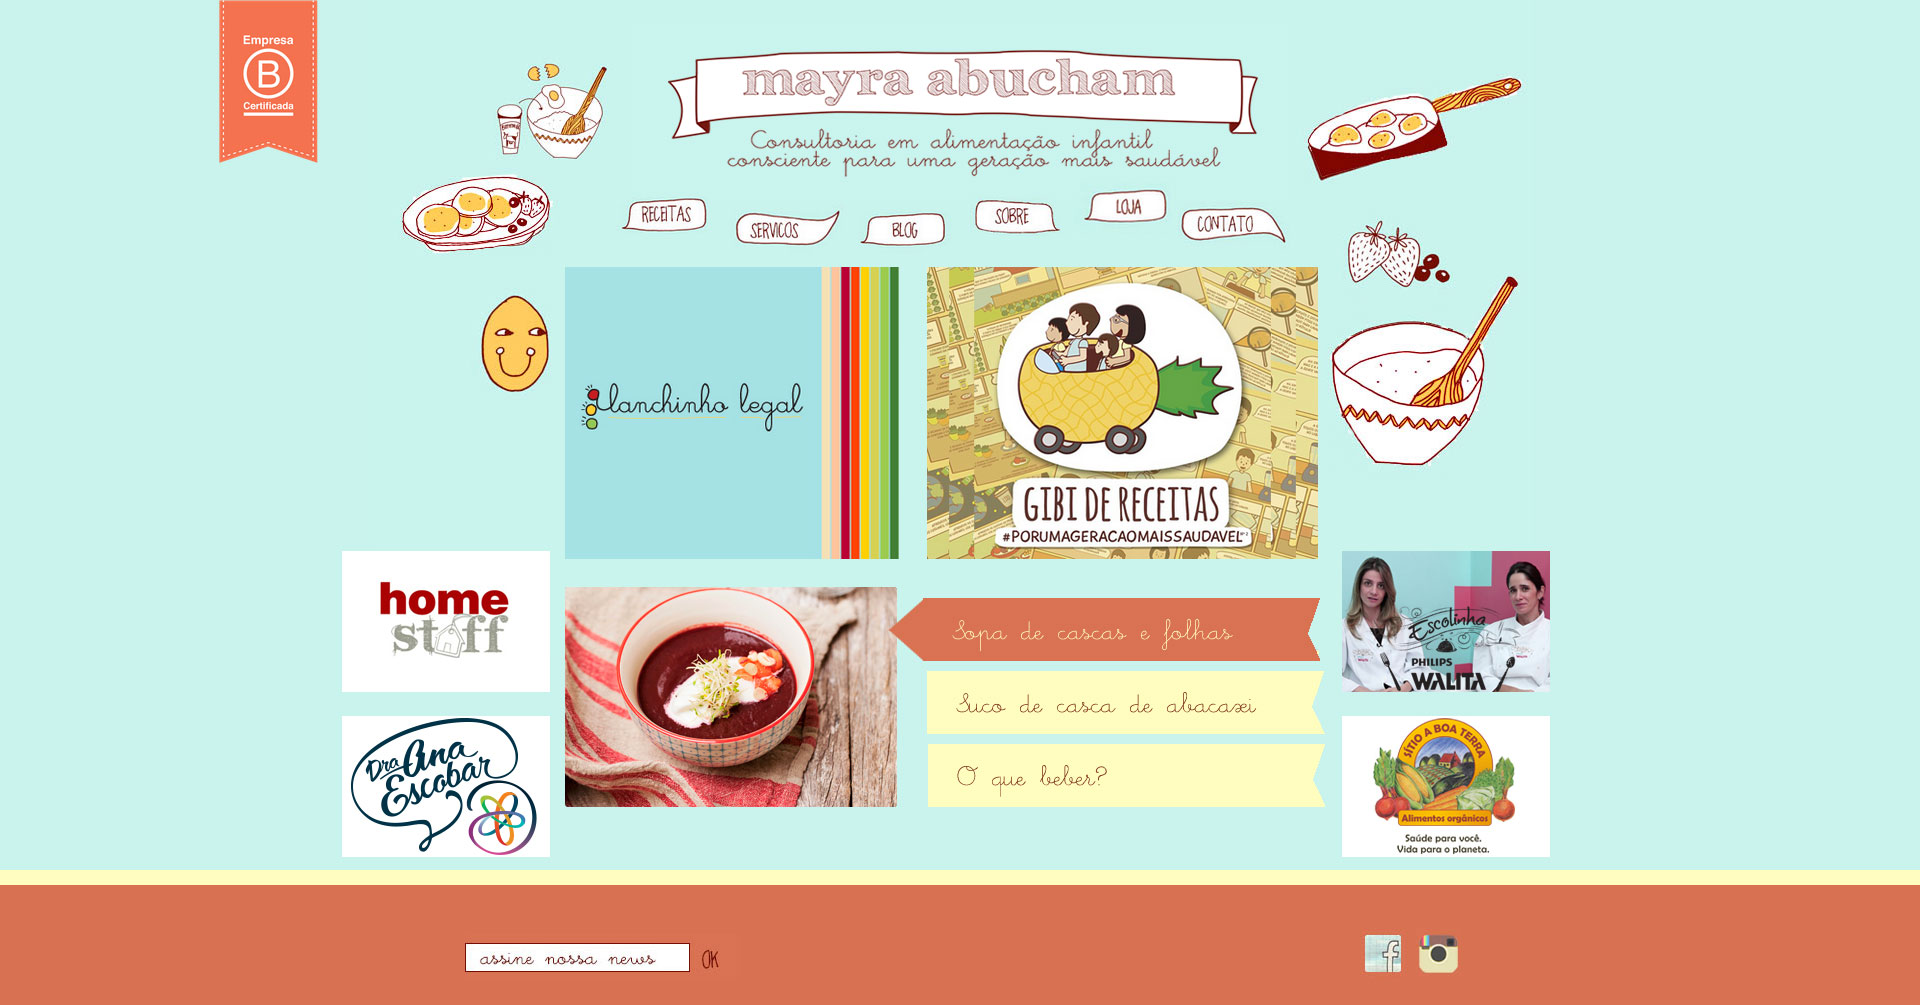 Empresa
B
Certificada
mayra abucham
Consultoria em alimentação infantil
consciente para uma geração mais saudável
RECEITAS
SERVICOS
BLOG
SOBRE
LOJA
CONTATO
lanchinho legal
GIBI DE RECEITAS
#PORUMAGERACAOMAISSAUDAVEL
home
staff
Dra Ana
Escobar
Sopa de cascas e folhas
Suco de casca de abacaxi
O que beber?
Escolinha
PHILIPS
WALITA
SÍTIO A BOA TERRA
Alimentos orgânicos
Saúde para você.
Vida para o planeta.
assine nossa news
OK